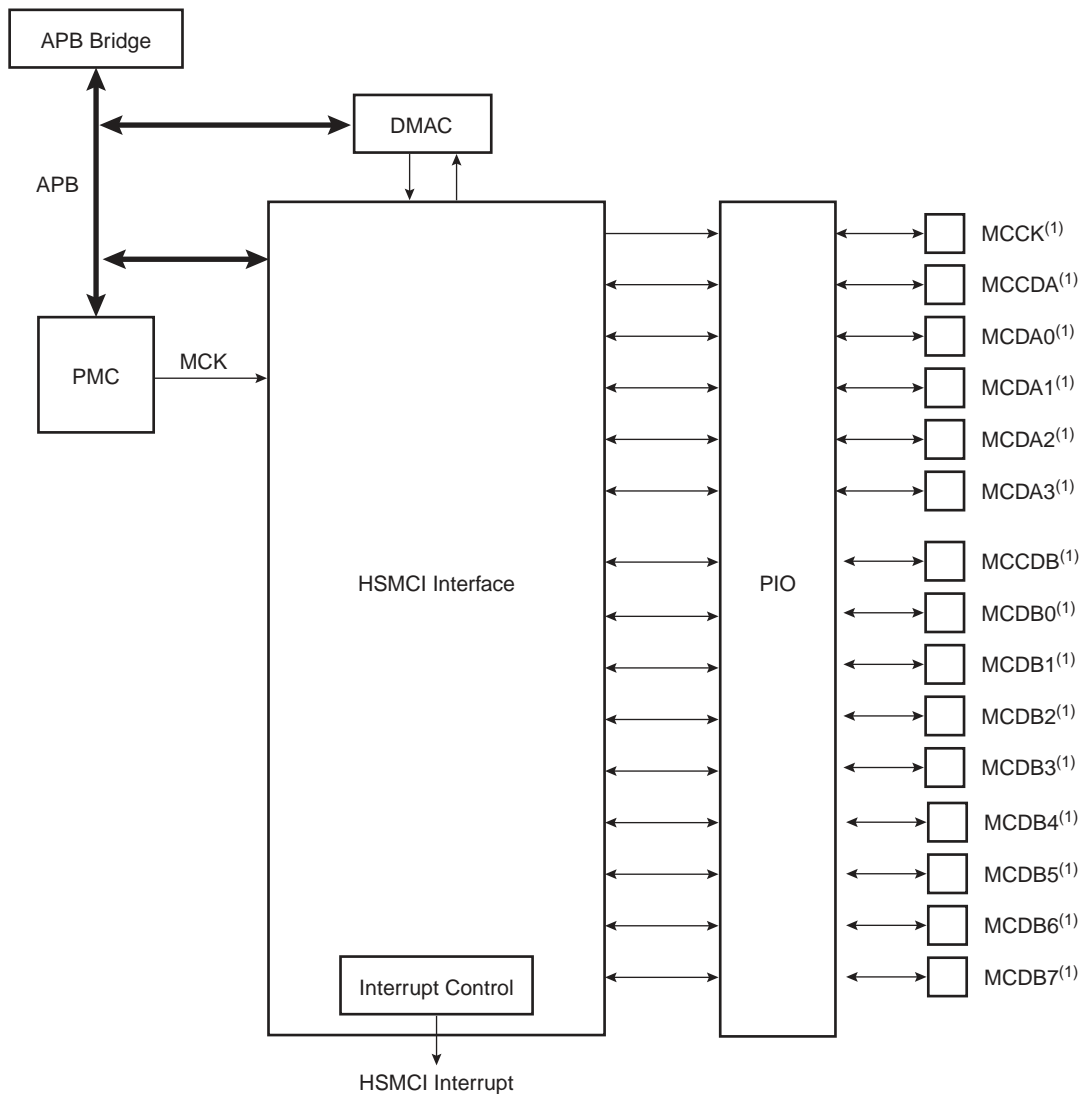 APB Bridge
DMAC
APB
MCCK(1)
MCCDA(1)
MCDA0(1)
PMC
MCK
MCDA1(1)
MCDA2(1)
MCDA3(1)
HSMCI Interface
PIO
MCCDB(1)
MCDB0(1)
MCDB1(1)
MCDB2(1)
MCDB3(1)
MCDB4(1)
MCDB5(1)
MCDB6(1)
MCDB7(1)
Interrupt Control
HSMCI Interrupt